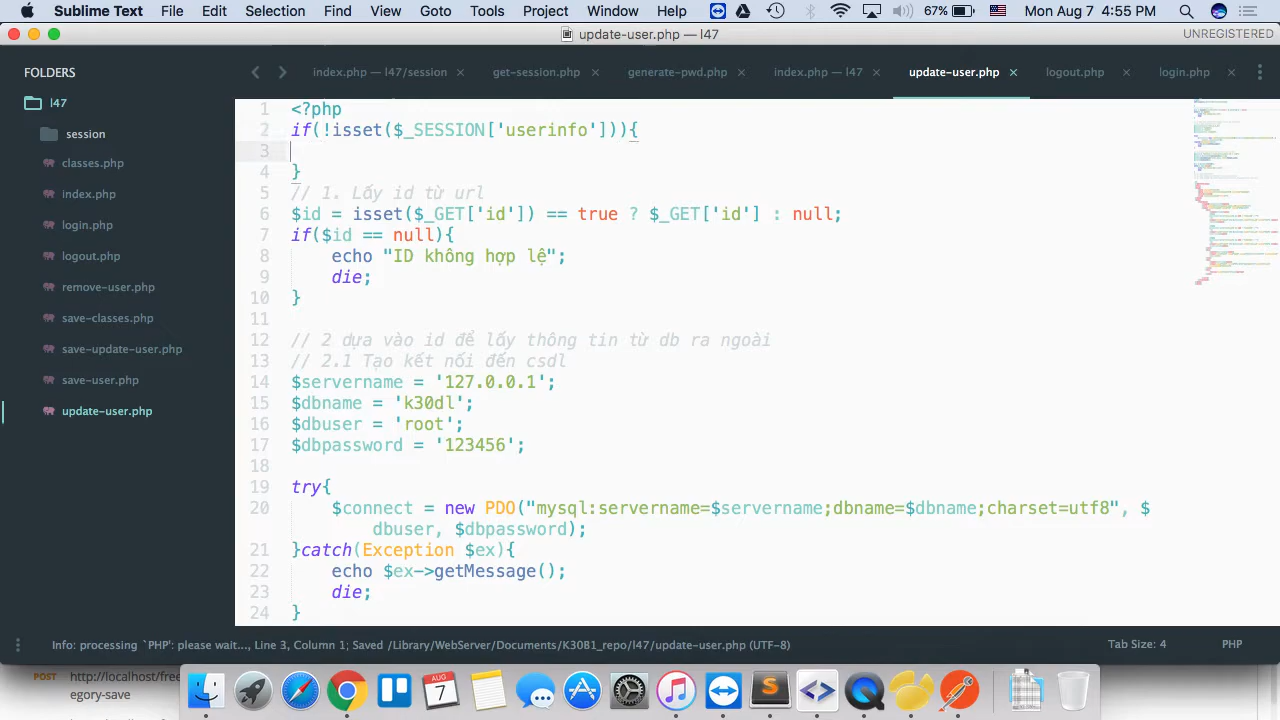 Sublime Text File Edit Selection Find View Goto Tools Project Window Help 67% Mon Aug 7 4:55 PM
update-user.php — l47 UNREGISTERED
FOLDERS
l47
session
classes.php
index.php
login.php
logout.php
remove-user.php
save-classes.php
save-update-user.php
save-user.php
update-user.php
index.php — l47/session × get-session.php × generate-pwd.php × index.php — l47 × update-user.php × logout.php × login.php ×
1 <?php
2 if(!isset($_SESSION['userinfo'])){
3
4 }
5 // 1. Lấy id từ url
6 $id = isset($_GET['id']) == true ? $_GET['id'] : null;
7 if($id == null){
8 echo "ID không hợp lệ";
9 die;
10 }
11
12 // 2 dựa vào id để lấy thông tin từ db ra ngoài
13 // 2.1 Tạo kết nối đến csdl
14 $servername = '127.0.0.1';
15 $dbname = 'k30dl';
16 $dbuser = 'root';
17 $dbpassword = '123456';
18
19 try{
20 $connect = new PDO("mysql:servername=$servername;dbname=$dbname;charset=utf8", $
dbuser, $dbpassword);
21 }catch(Exception $ex){
22 echo $ex->getMessage();
23 die;
24 }
Info: processing `PHP': please wait..., Line 3, Column 1; Saved /Library/WebServer/Documents/K30B1_repo/l47/update-user.php (UTF-8) Tab Size: 4 PHP
POST http://localhost/free
egory-save
AUG
7